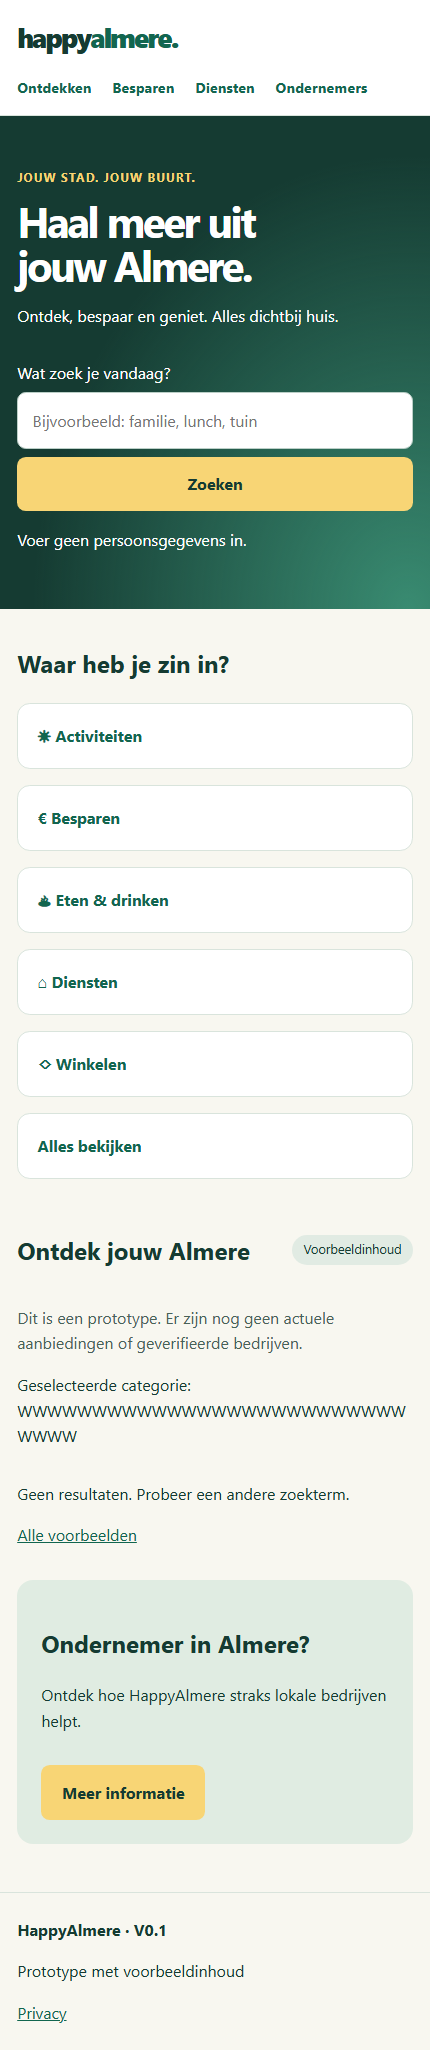 happyalmere.
Ontdekken Besparen Diensten Ondernemers
JOUW STAD. JOUW BUURT.
Haal meer uit
jouw Almere.
Ontdek, bespaar en geniet. Alles dichtbij huis.
Wat zoek je vandaag?
Bijvoorbeeld: familie, lunch, tuin
Zoeken
Voer geen persoonsgegevens in.
Waar heb je zin in?
☀ Activiteiten
€ Besparen
♨ Eten & drinken
⌂ Diensten
◇ Winkelen
Alles bekijken
Ontdek jouw Almere
Voorbeeldinhoud
Dit is een prototype. Er zijn nog geen actuele
aanbiedingen of geverifieerde bedrijven.
Geselecteerde categorie:
WWWWWWWWWWWWWWWWWWWWWWWWWW
WWWW
Geen resultaten. Probeer een andere zoekterm.
Alle voorbeelden
Ondernemer in Almere?
Ontdek hoe HappyAlmere straks lokale bedrijven
helpt.
Meer informatie
HappyAlmere · V0.1
Prototype met voorbeeldinhoud
Privacy